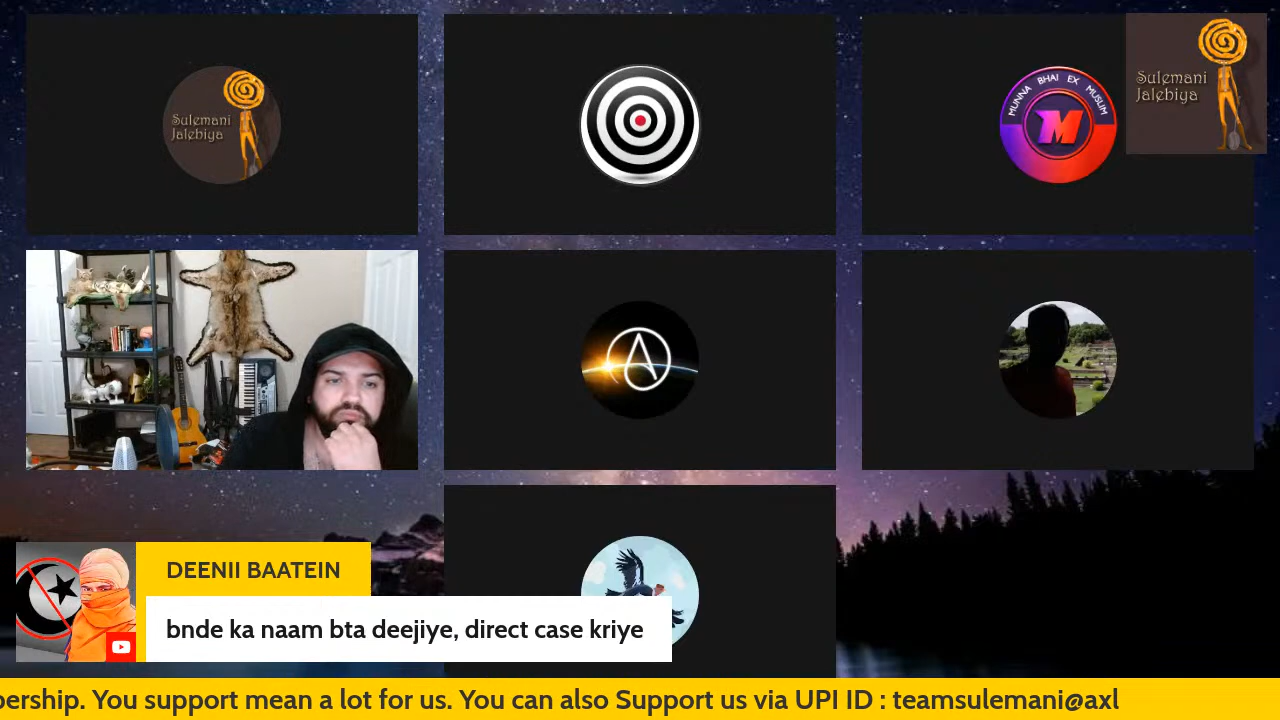 Sulemani
Jalebiya
MUNNA BHAI EX MUSLIM
M
Sulemani
Jalebiya
A
DEENII BAATEIN
bnde ka naam bta deejiye, direct case kriye
pership. You support mean a lot for us. You can also Support us via UPI ID : teamsulemani@axl